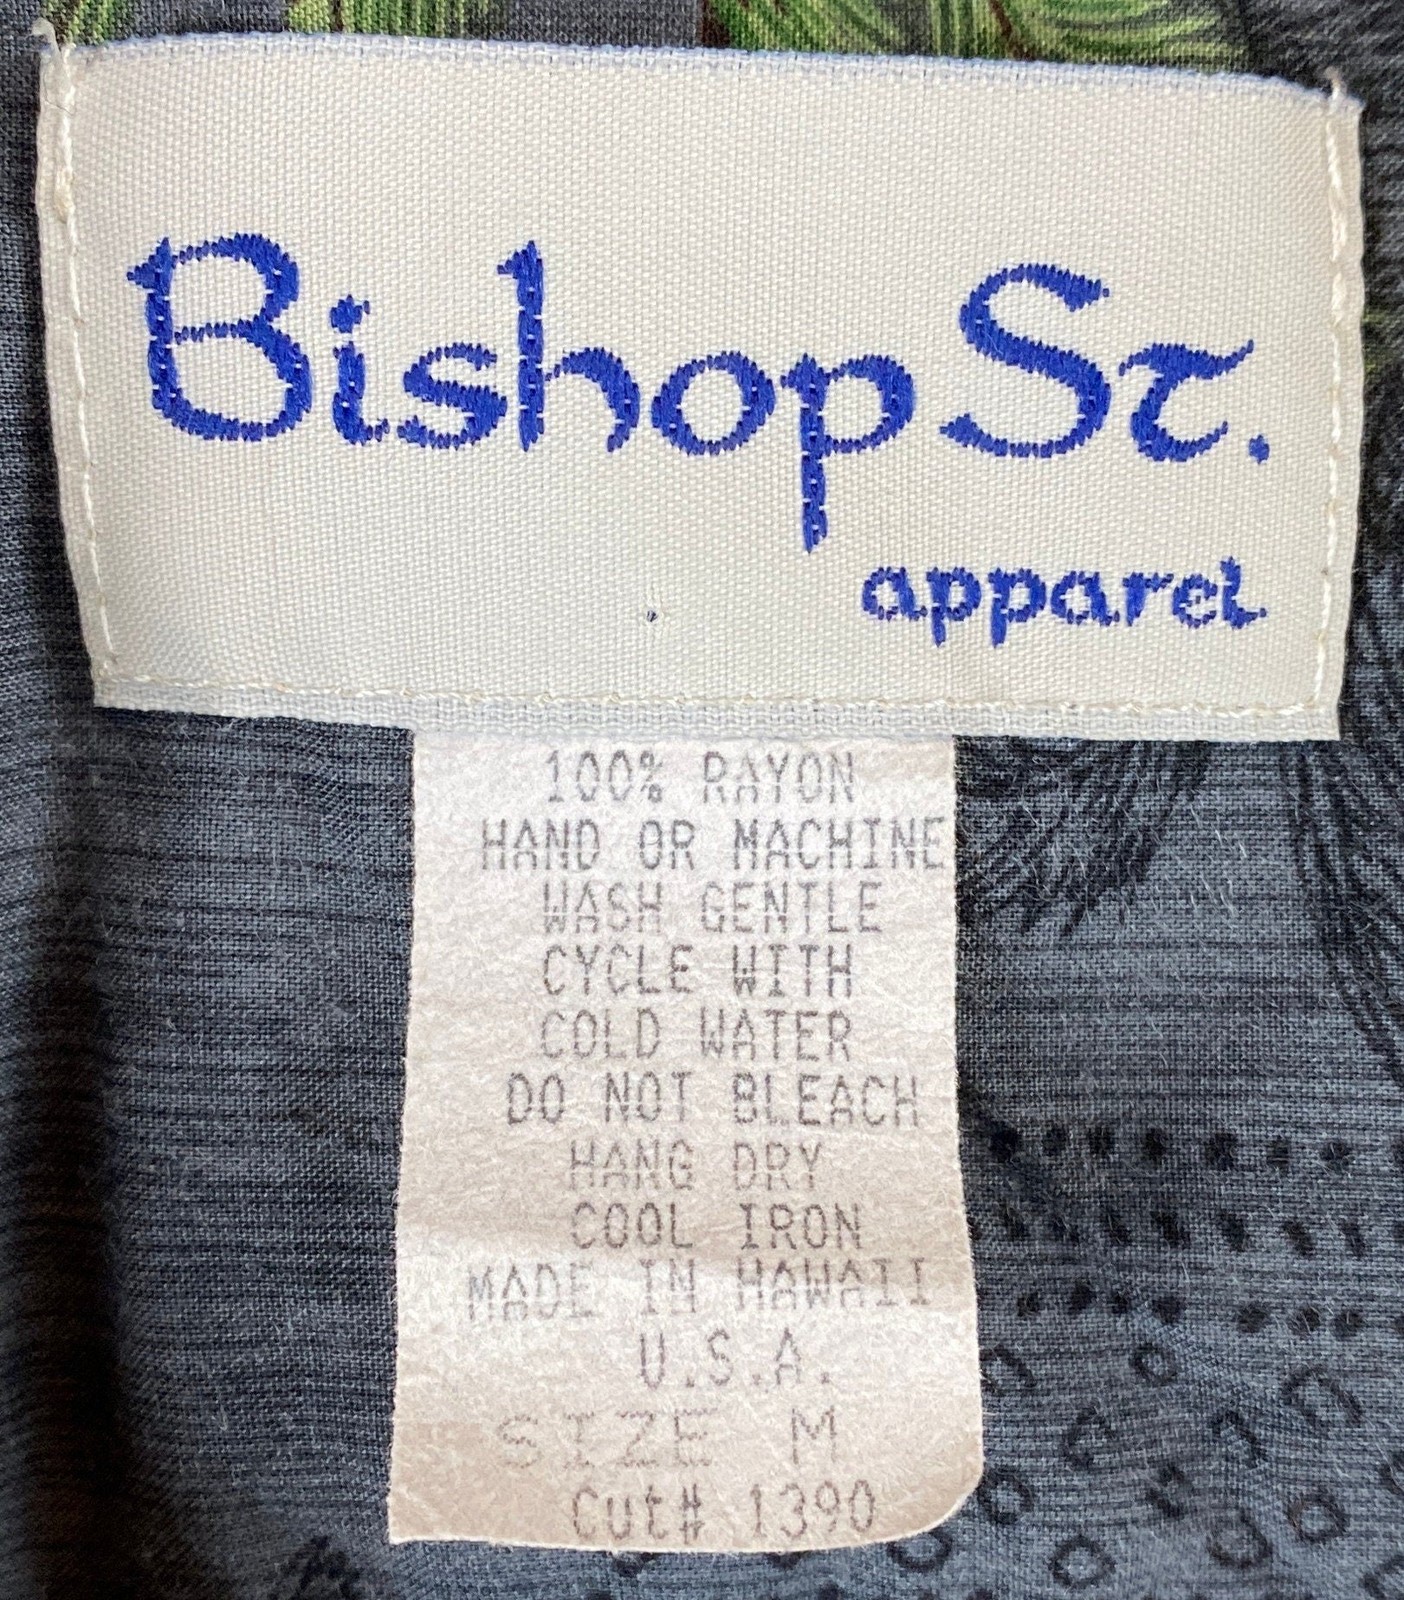 Bishop St.
apparel
100% RAYON
HAND OR MACHINE
WASH GENTLE
CYCLE WITH
COLD WATER
DO NOT BLEACH
HANG DRY
COOL IRON
MADE IN HAWAII
U.S.A.
SIZE M
Cut# 1390